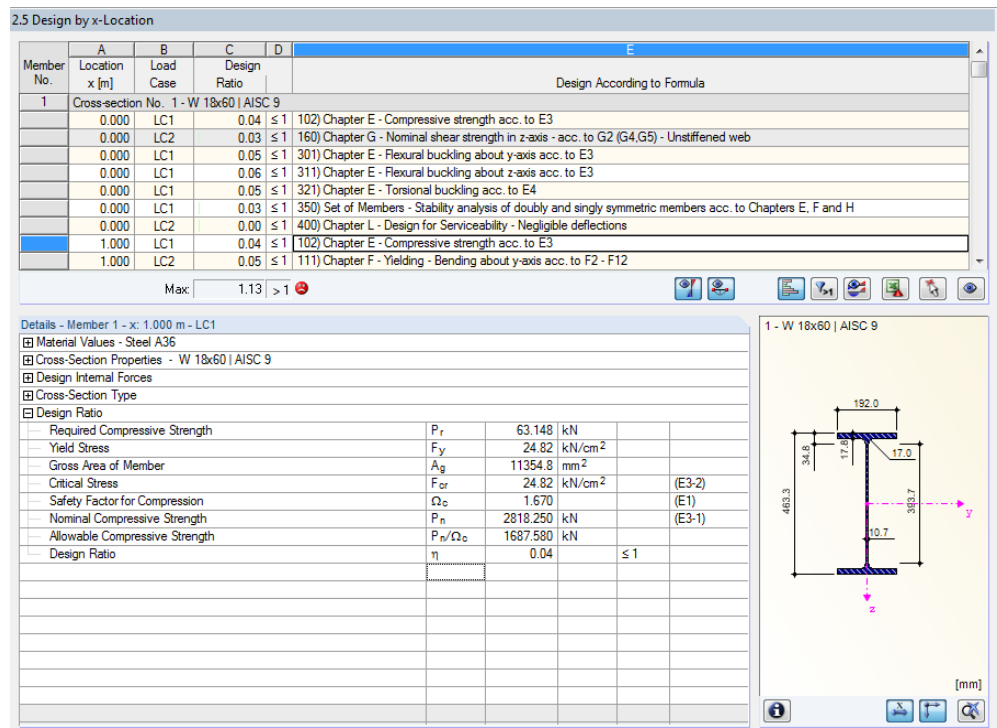 2.5 Design by x-Location
A B C D E
Member Location Load Design
No. x [m] Case Ratio Design According to Formula
1 Cross-section No. 1 - W 18x60 | AISC 9
0.000 LC1 0.04 ≤ 1 102) Chapter E - Compressive strength acc. to E3
0.000 LC2 0.03 ≤ 1 160) Chapter G - Nominal shear strength in z-axis - acc. to G2 (G4,G5) - Unstiffened web
0.000 LC1 0.05 ≤ 1 301) Chapter E - Flexural buckling about y-axis acc. to E3
0.000 LC1 0.06 ≤ 1 311) Chapter E - Flexural buckling about z-axis acc. to E3
0.000 LC1 0.05 ≤ 1 321) Chapter E - Torsional buckling acc. to E4
0.000 LC1 0.03 ≤ 1 350) Set of Members - Stability analysis of doubly and singly symmetric members acc. to Chapters E, F and H
0.000 LC2 0.00 ≤ 1 400) Chapter L - Design for Serviceability - Negligible deflections
1.000 LC1 0.04 ≤ 1 102) Chapter E - Compressive strength acc. to E3
1.000 LC2 0.05 ≤ 1 111) Chapter F - Yielding - Bending about y-axis acc. to F2 - F12
Max: 1.13 > 1
Details - Member 1 - x: 1.000 m - LC1
Material Values - Steel A36
Cross-Section Properties - W 18x60 | AISC 9
Design Internal Forces
Cross-Section Type
Design Ratio
Required Compressive Strength Pr 63.148 kN
Yield Stress Fy 24.82 kN/cm²
Gross Area of Member Ag 11354.8 mm²
Critical Stress Fcr 24.82 kN/cm² (E3-2)
Safety Factor for Compression Ωc 1.670 (E1)
Nominal Compressive Strength Pn 2818.250 kN (E3-1)
Allowable Compressive Strength Pn/Ωc 1687.580 kN
Design Ratio η 0.04 ≤ 1
1 - W 18x60 | AISC 9
192.0
34.8
17.8
17.0
463.3
393.7
y
10.7
z
[mm]